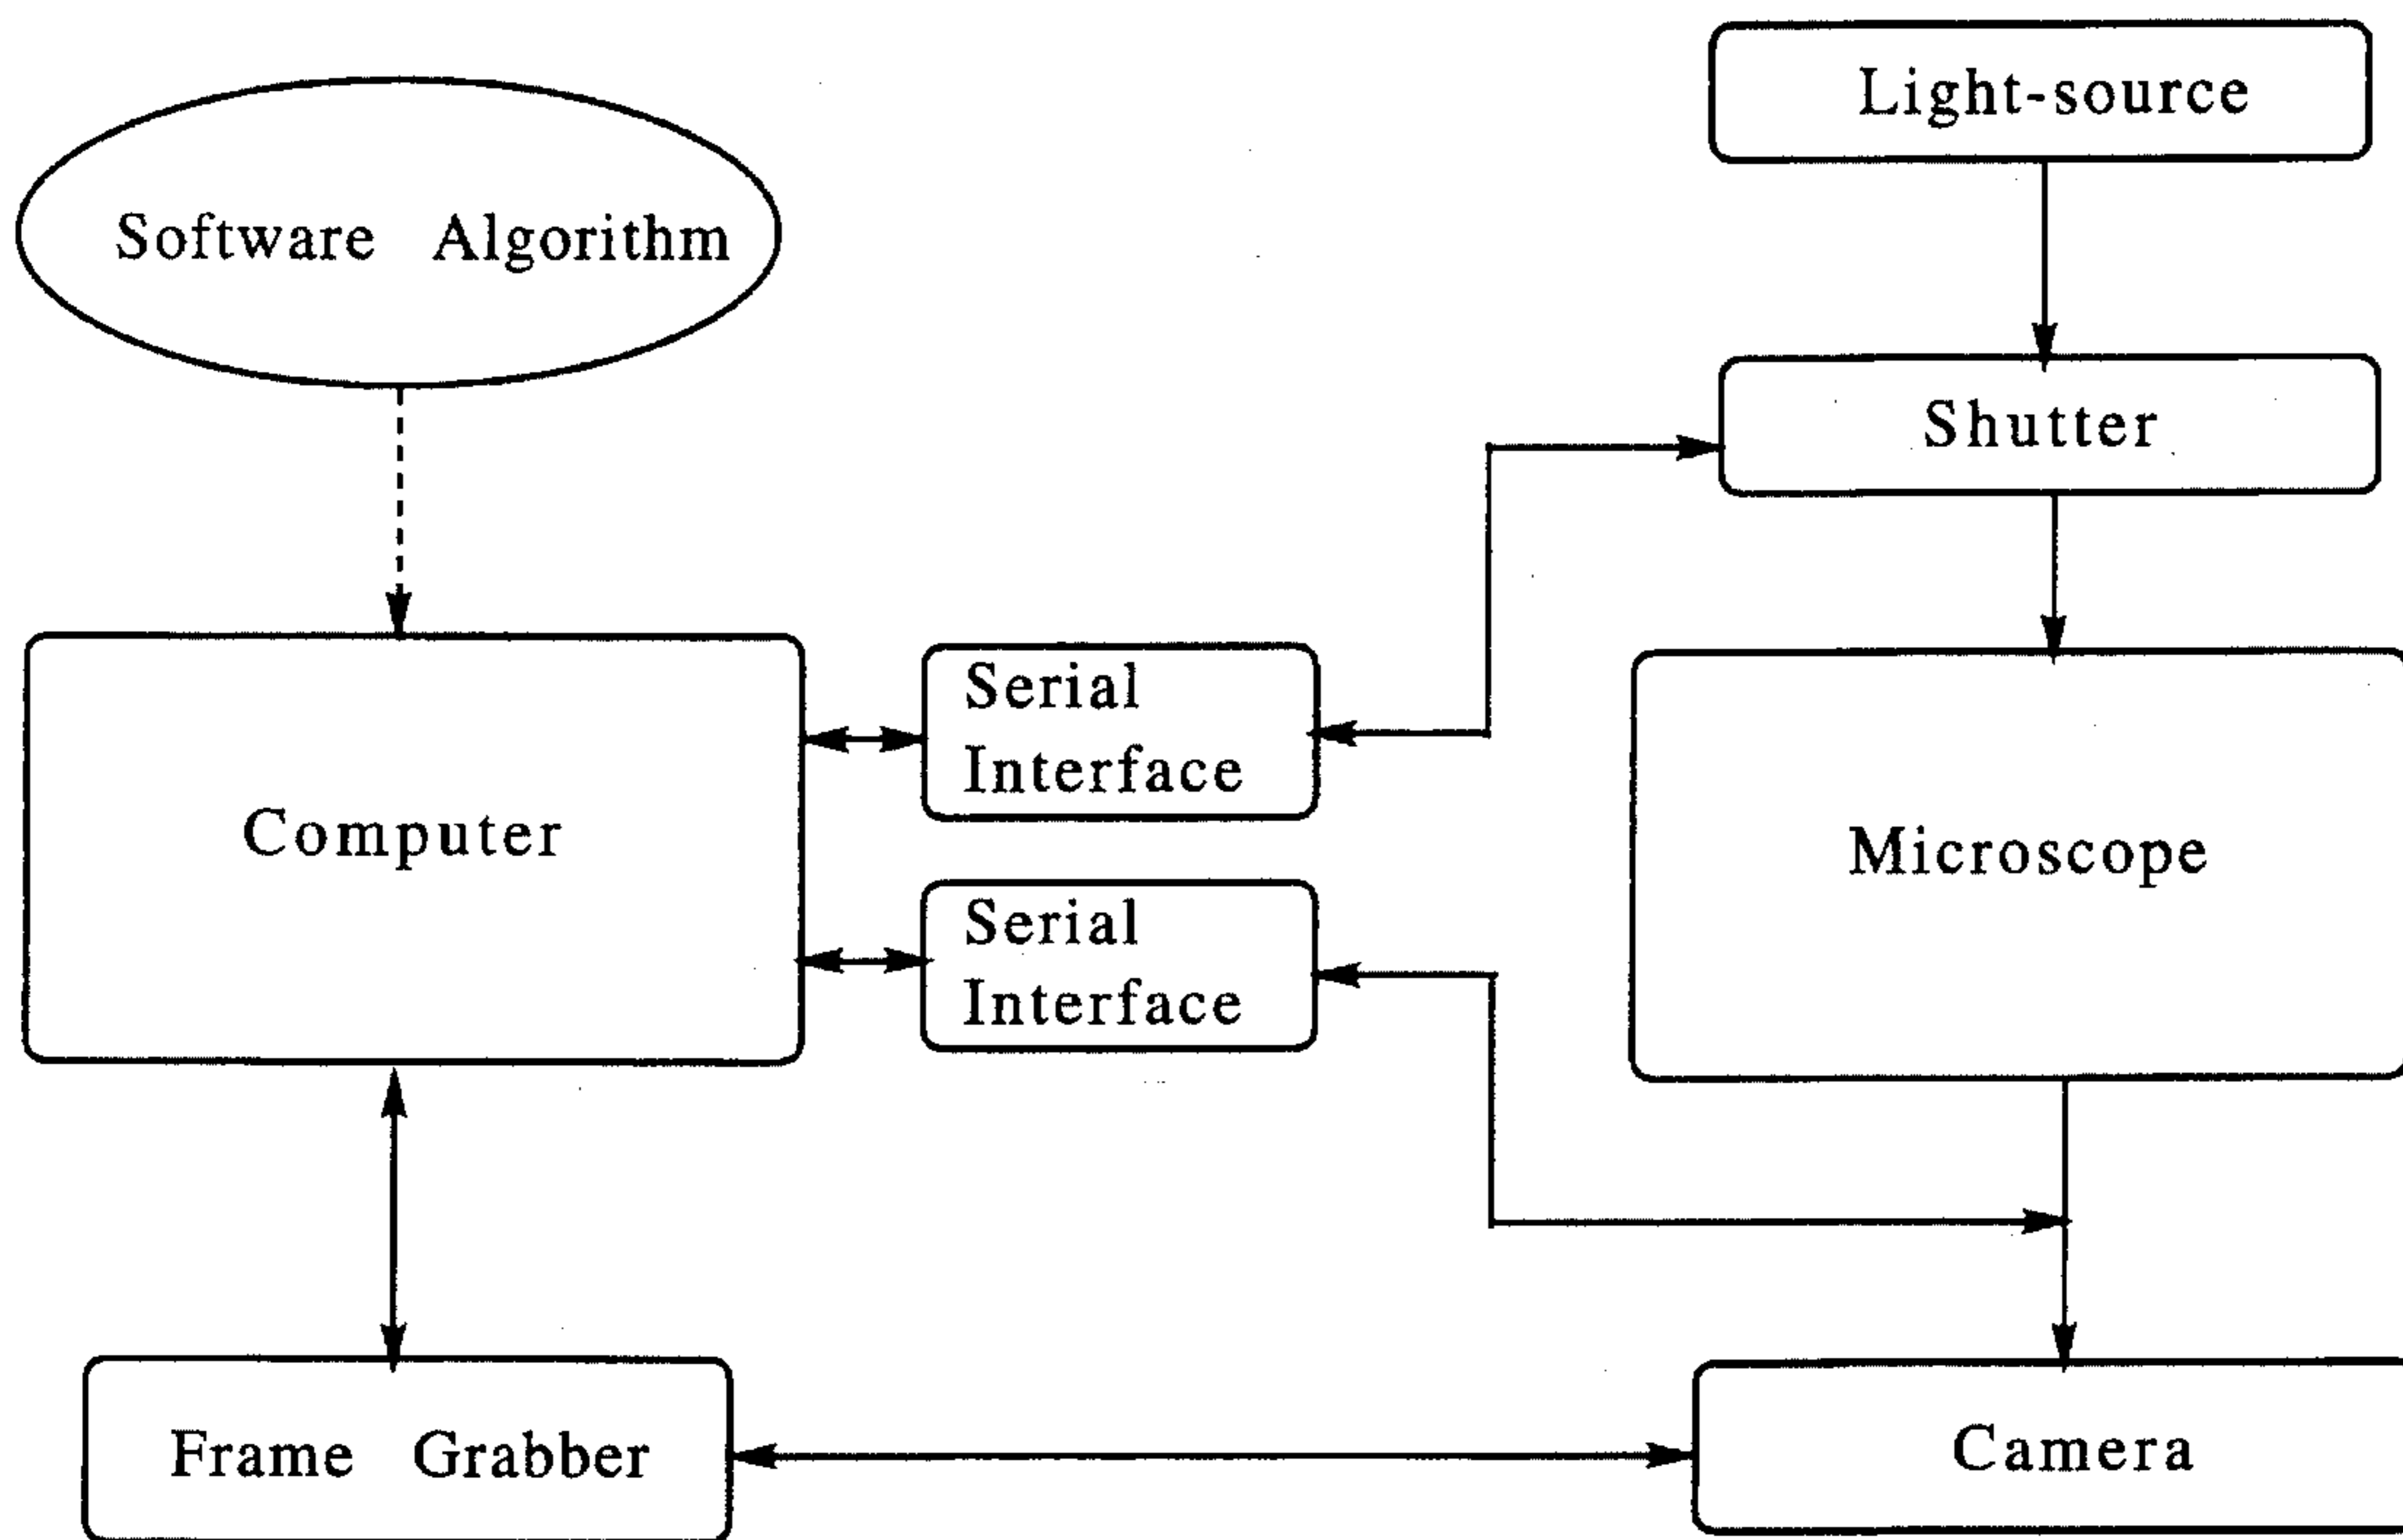 Light-source
Software Algorithm
Shutter
Serial
Interface
Computer
Microscope
Serial
Interface
Frame Grabber
Camera